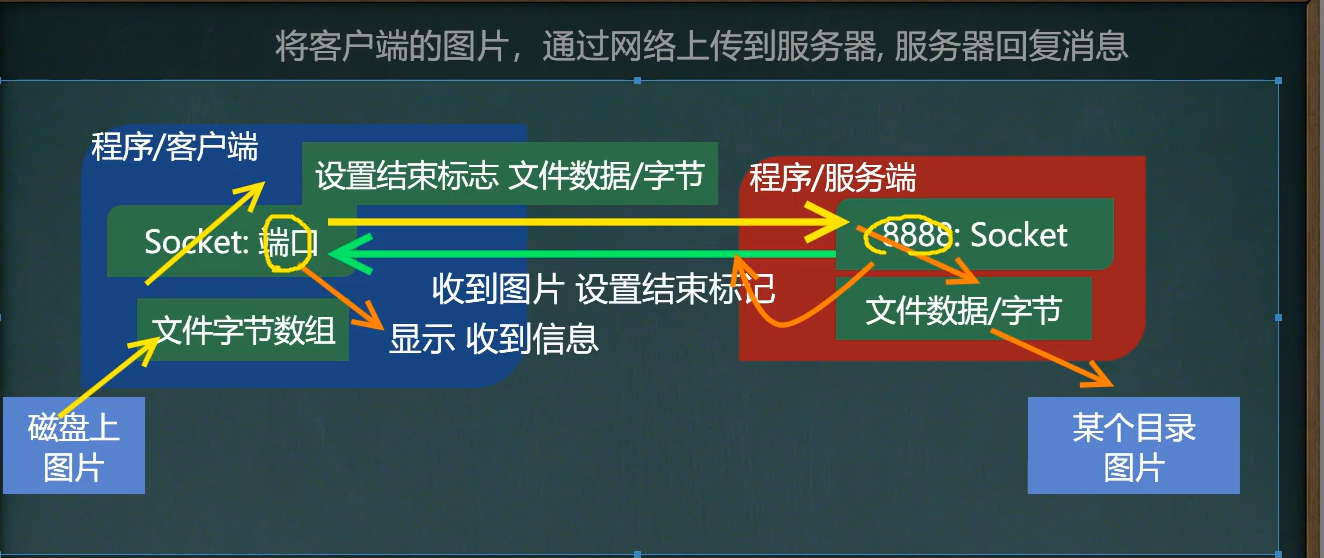 将客户端的图片，通过网络上传到服务器, 服务器回复消息
程序/客户端
设置结束标志 文件数据/字节
程序/服务端
Socket: 端口
8888: Socket
收到图片 设置结束标记
文件数据/字节
文件字节数组
显示 收到信息
磁盘上
图片
某个目录
图片